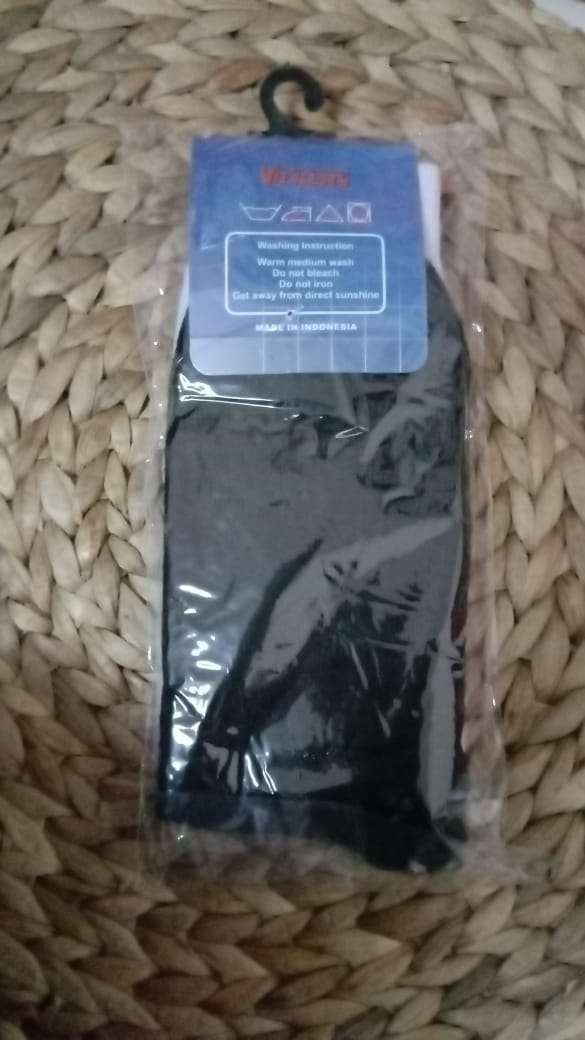 Washing Instruction
Warm medium wash
Do not bleach
Do not iron
Get away from direct sunshine
MADE IN INDONESIA